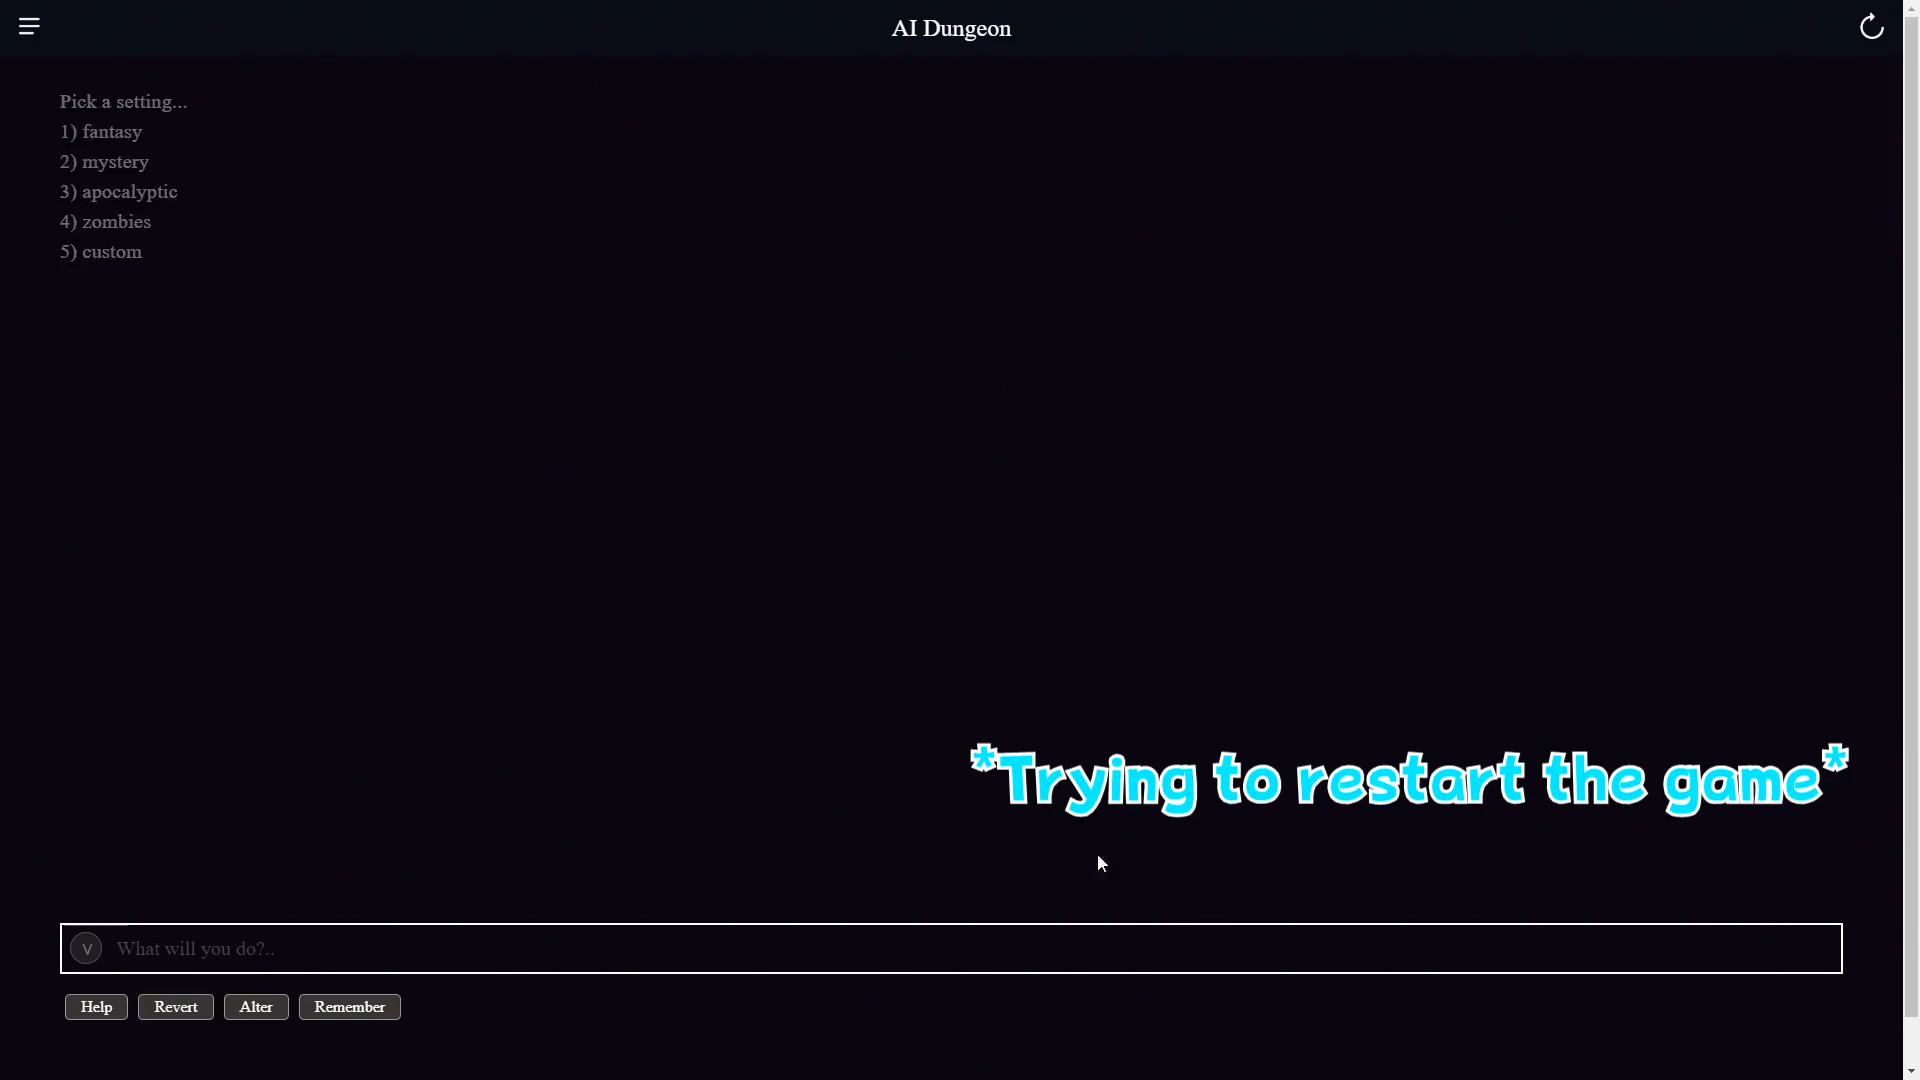 AI Dungeon
Pick a setting...
1) fantasy
2) mystery
3) apocalyptic
4) zombies
5) custom
*Trying to restart the game*
V What will you do?..
Help Revert Alter Remember